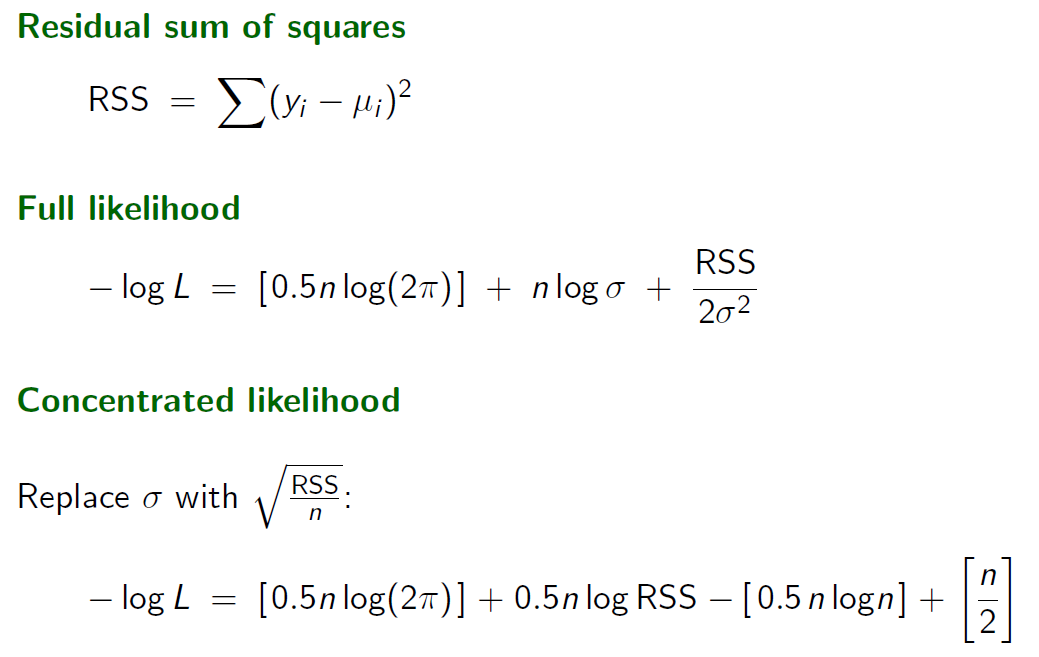 Residual sum of squares
RSS = ∑(yᵢ − μᵢ)²
Full likelihood
− log L = [0.5n log(2π)] + n log σ + RSS / 2σ²
Concentrated likelihood
Replace σ with √(RSS/n):
− log L = [0.5n log(2π)] + 0.5n log RSS − [0.5 n logn] + [n/2]